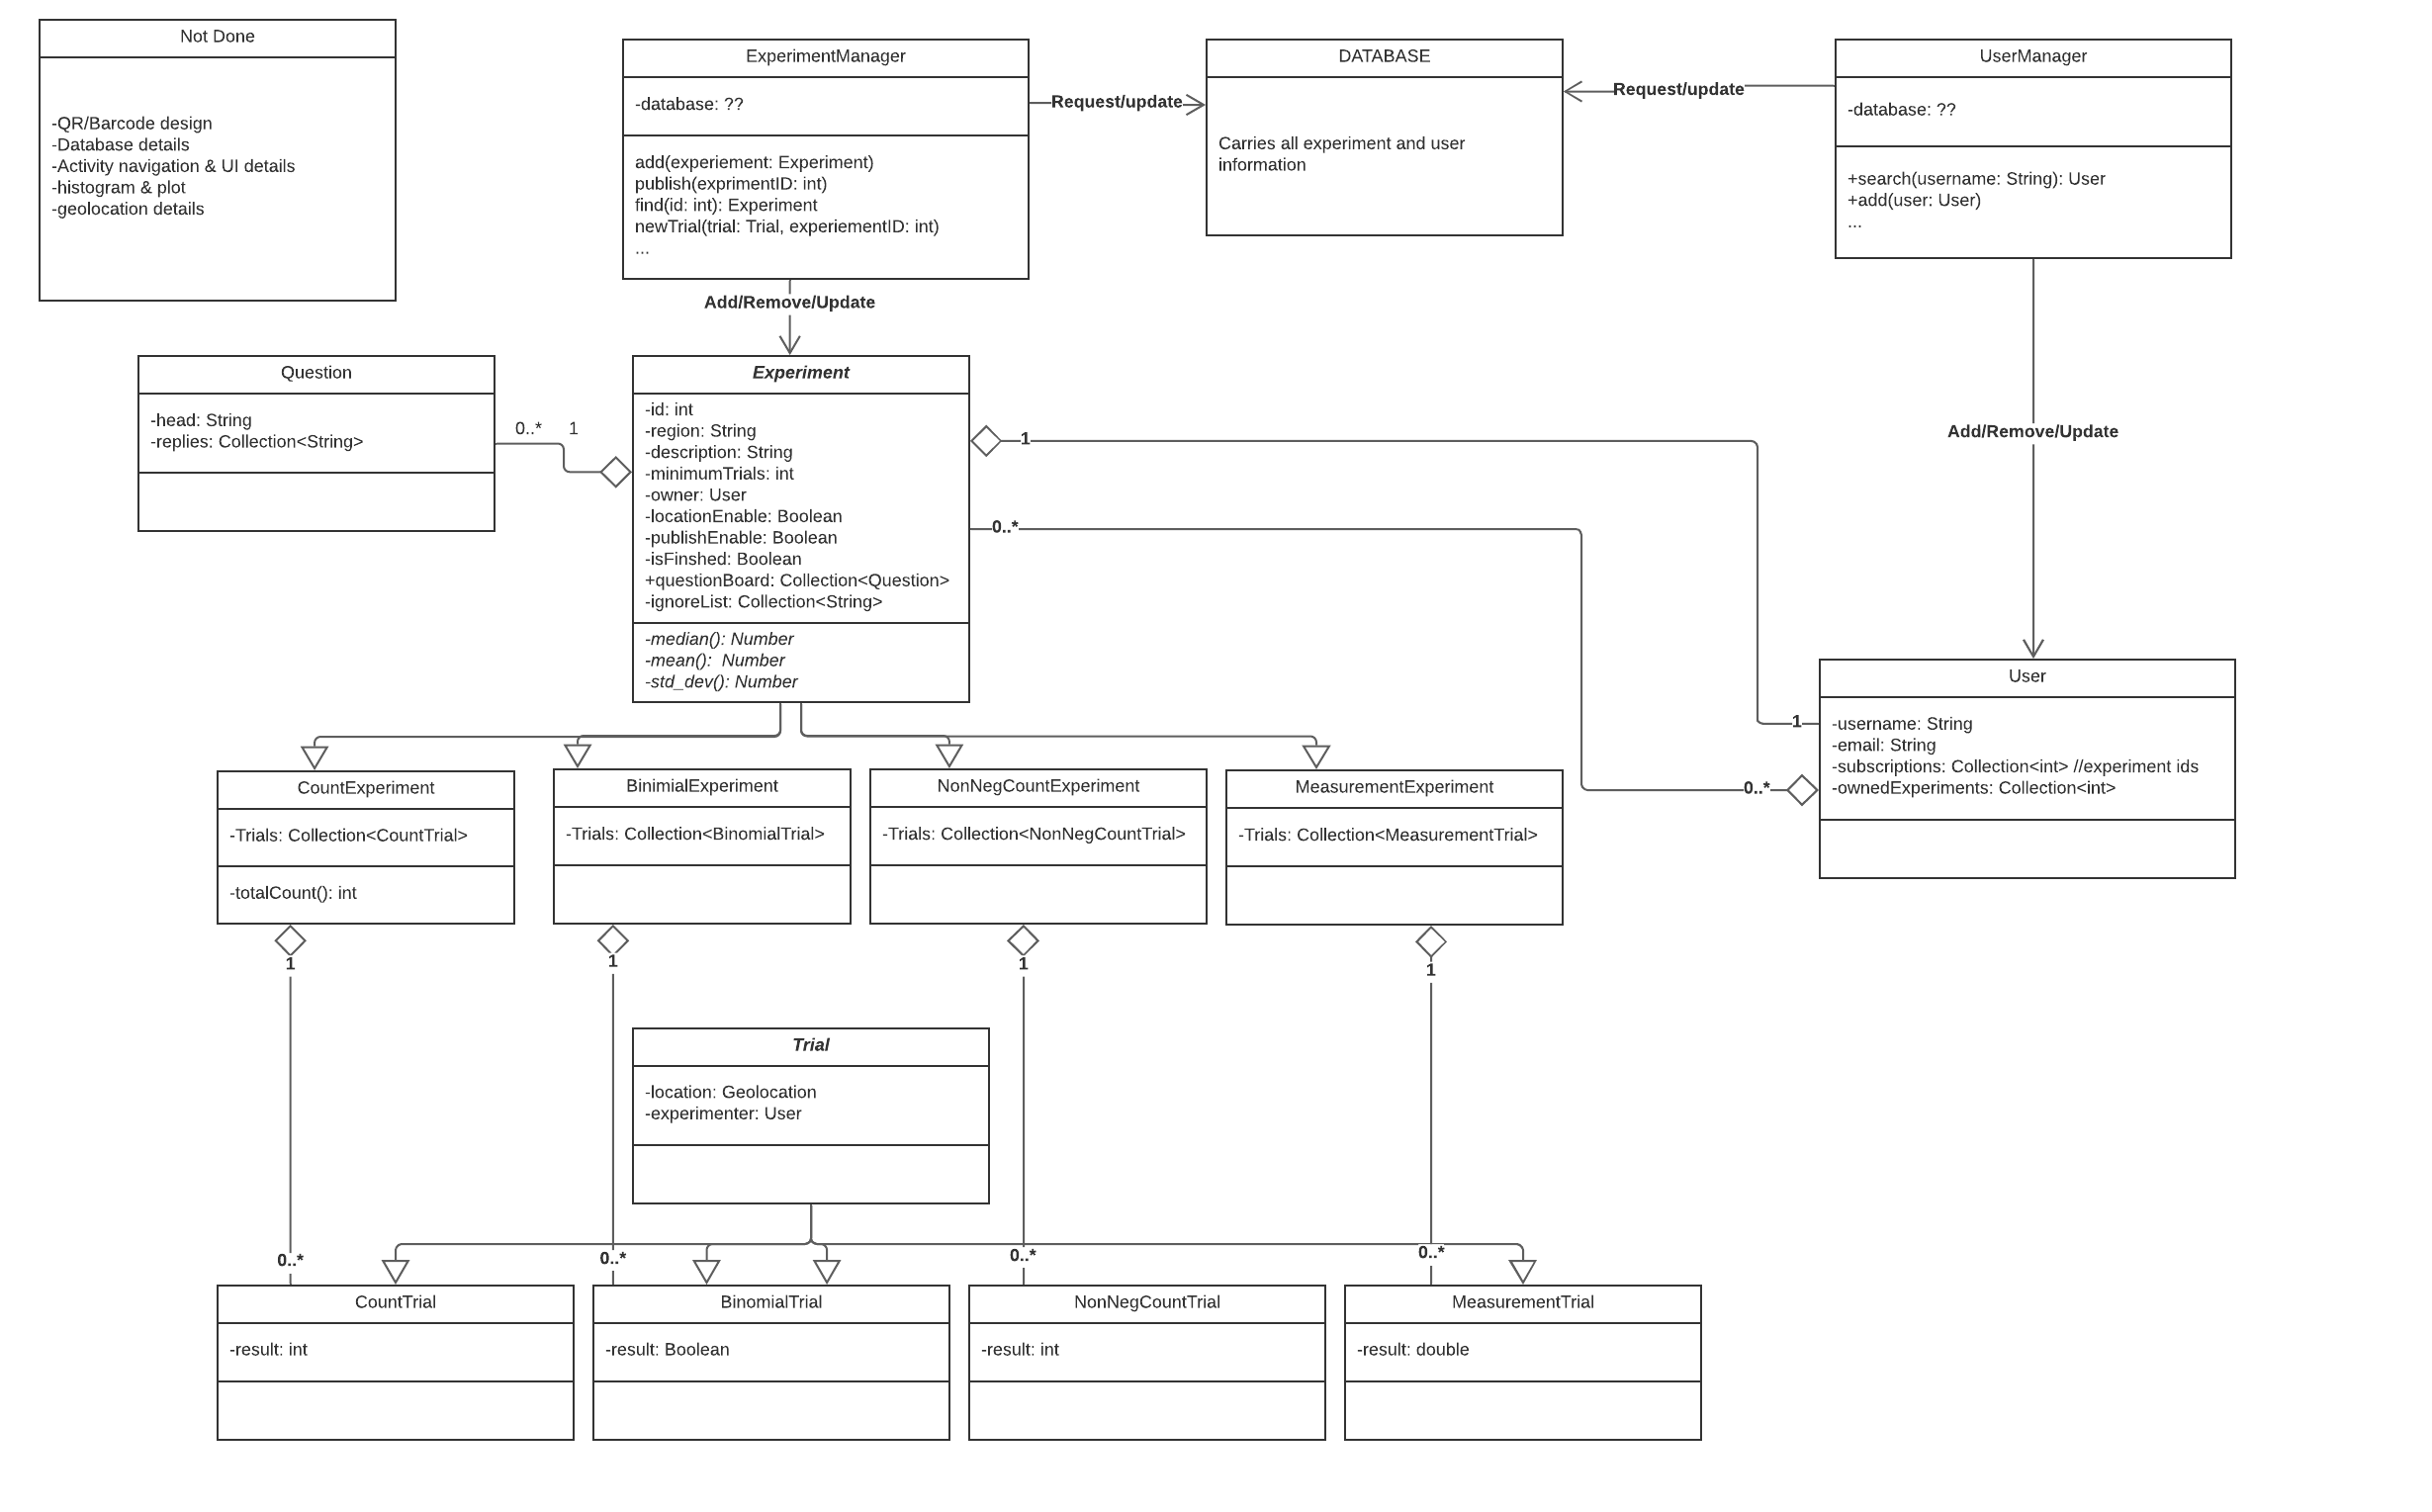 Not Done
-QR/Barcode design
-Database details
-Activity navigation & UI details
-histogram & plot
-geolocation details
ExperimentManager
-database: ??
add(experiement: Experiment)
publish(exprimentID: int)
find(id: int): Experiment
newTrial(trial: Trial, experiementID: int)
...
Request/update
DATABASE
Carries all experiment and user
information
Request/update
UserManager
-database: ??
+search(username: String): User
+add(user: User)
...
Add/Remove/Update
Add/Remove/Update
Question
-head: String
-replies: Collection<String>
0..*
1
Experiment
-id: int
-region: String
-description: String
-minimumTrials: int
-owner: User
-locationEnable: Boolean
-publishEnable: Boolean
-isFinshed: Boolean
+questionBoard: Collection<Question>
-ignoreList: Collection<String>
-median(): Number
-mean():  Number
-std_dev(): Number
1
0..*
1
0..*
User
-username: String
-email: String
-subscriptions: Collection<int> //experiment ids
-ownedExperiments: Collection<int>
CountExperiment
-Trials: Collection<CountTrial>
-totalCount(): int
BinimialExperiment
-Trials: Collection<BinomialTrial>
NonNegCountExperiment
-Trials: Collection<NonNegCountTrial>
MeasurementExperiment
-Trials: Collection<MeasurementTrial>
1
1
1
1
Trial
-location: Geolocation
-experimenter: User
0..*
0..*
0..*
0..*
CountTrial
-result: int
BinomialTrial
-result: Boolean
NonNegCountTrial
-result: int
MeasurementTrial
-result: double